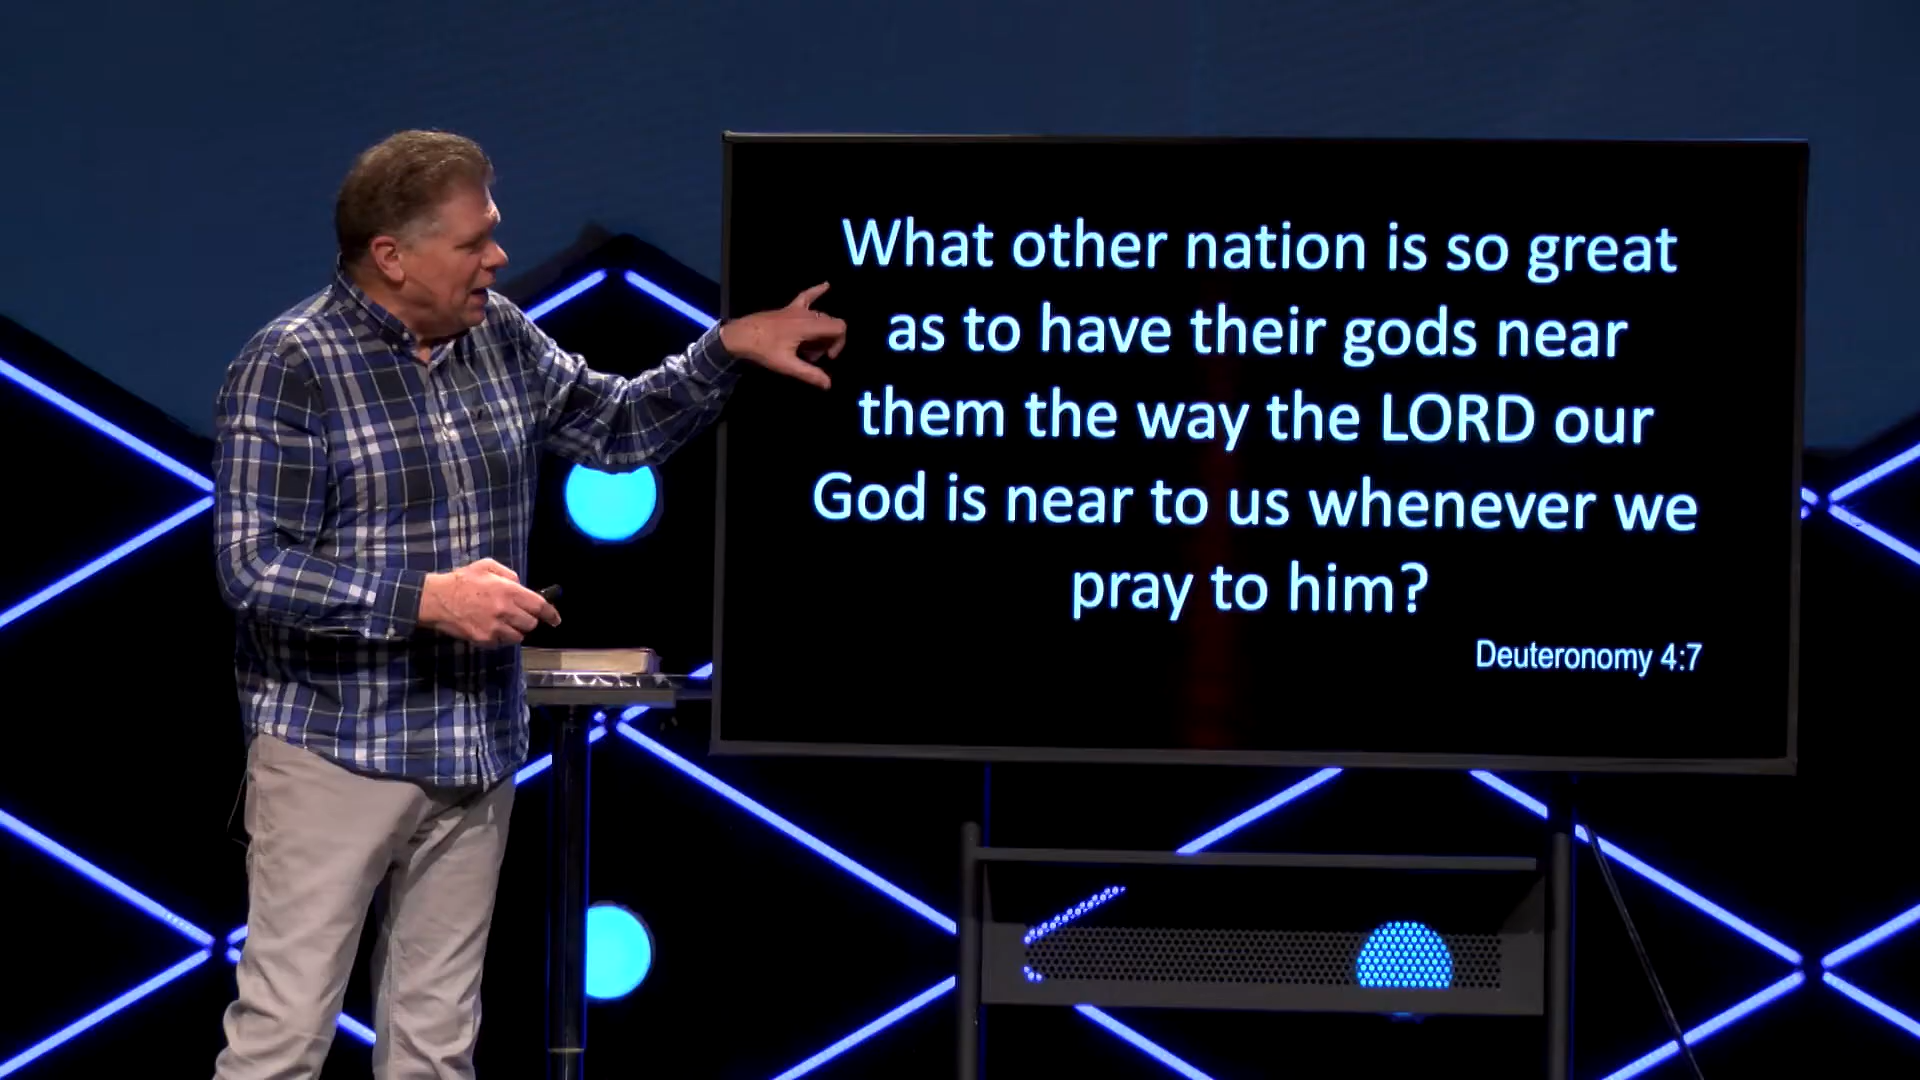 What other nation is so great
as to have their gods near
them the way the LORD our
God is near to us whenever we
pray to him?
Deuteronomy 4:7